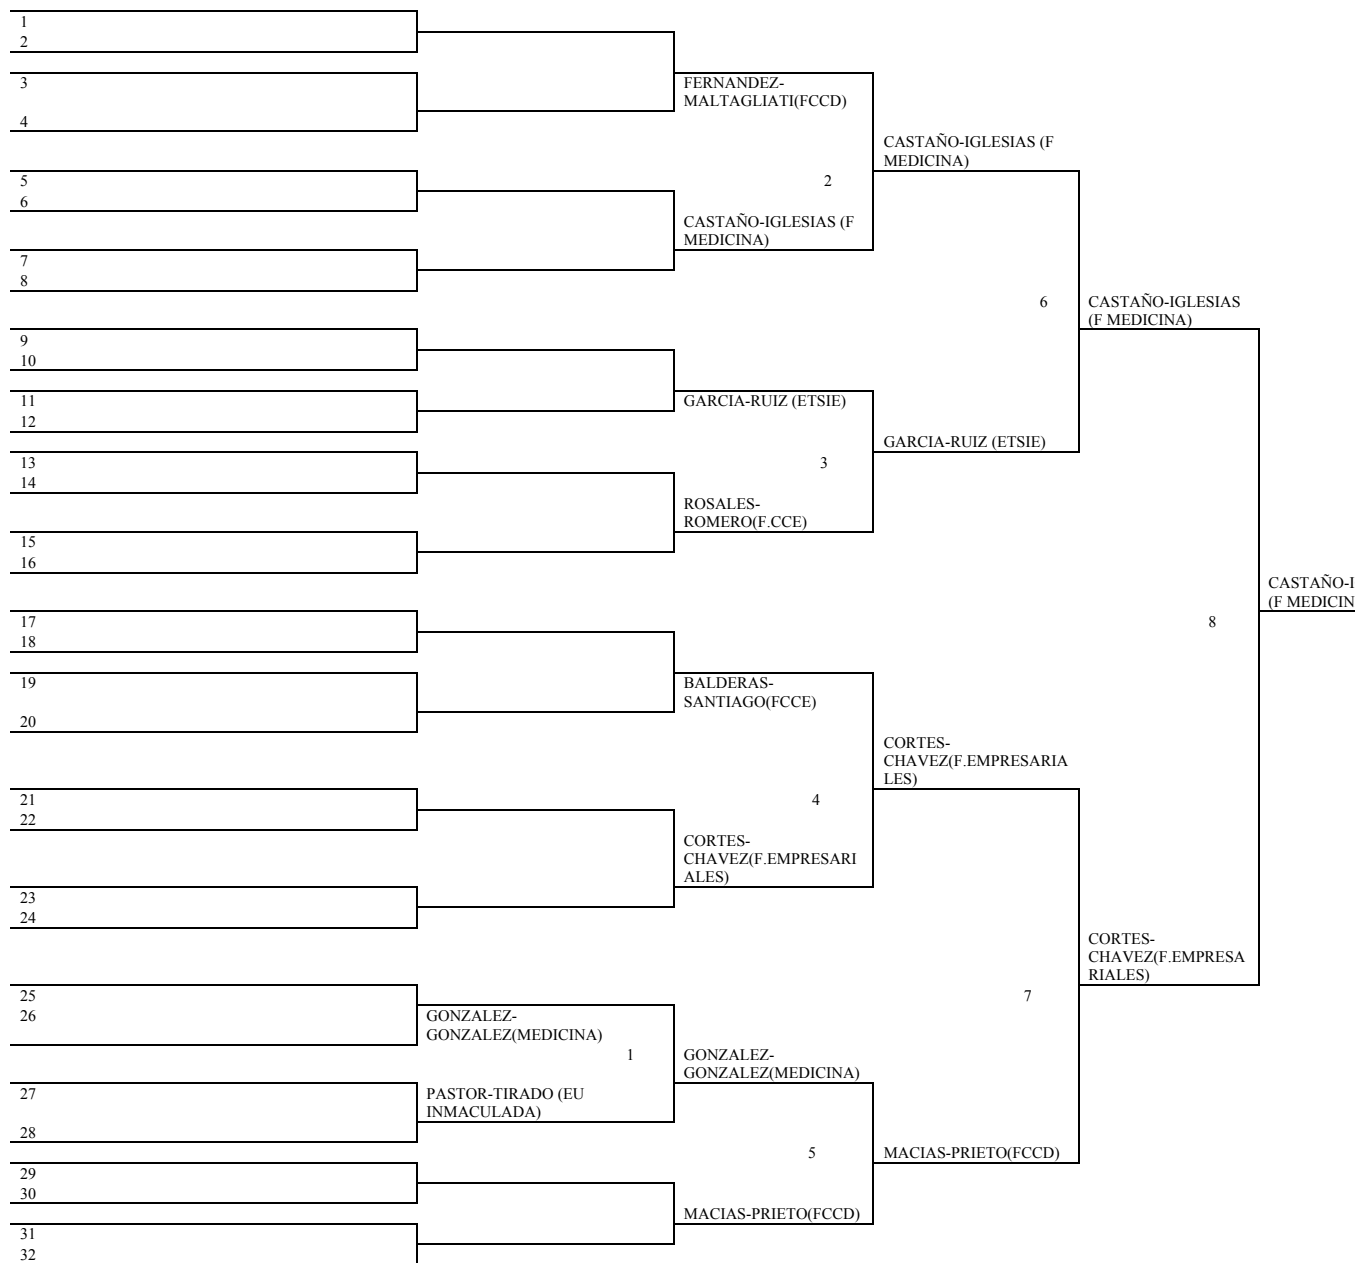 1
2
3
4
5
6
7
8
9
10
11
12
13
14
15
16
17
18
19
20
21
22
23
24
25
26
27
28
29
30
31
32
GONZALEZ-
GONZALEZ(MEDICINA)
1
PASTOR-TIRADO (EU
INMACULADA)
FERNANDEZ-
MALTAGLIATI(FCCD)
2
CASTAÑO-IGLESIAS (F
MEDICINA)
GARCIA-RUIZ (ETSIE)
3
ROSALES-
ROMERO(F.CCE)
BALDERAS-
SANTIAGO(FCCE)
4
CORTES-
CHAVEZ(F.EMPRESARI
ALES)
GONZALEZ-
GONZALEZ(MEDICINA)
5
MACIAS-PRIETO(FCCD)
CASTAÑO-IGLESIAS (F
MEDICINA)
6
GARCIA-RUIZ (ETSIE)
CORTES-
CHAVEZ(F.EMPRESARIA
LES)
7
MACIAS-PRIETO(FCCD)
CASTAÑO-IGLESIAS
(F MEDICINA)
8
CORTES-
CHAVEZ(F.EMPRESA
RIALES)
CASTAÑO-I
(F MEDICIN